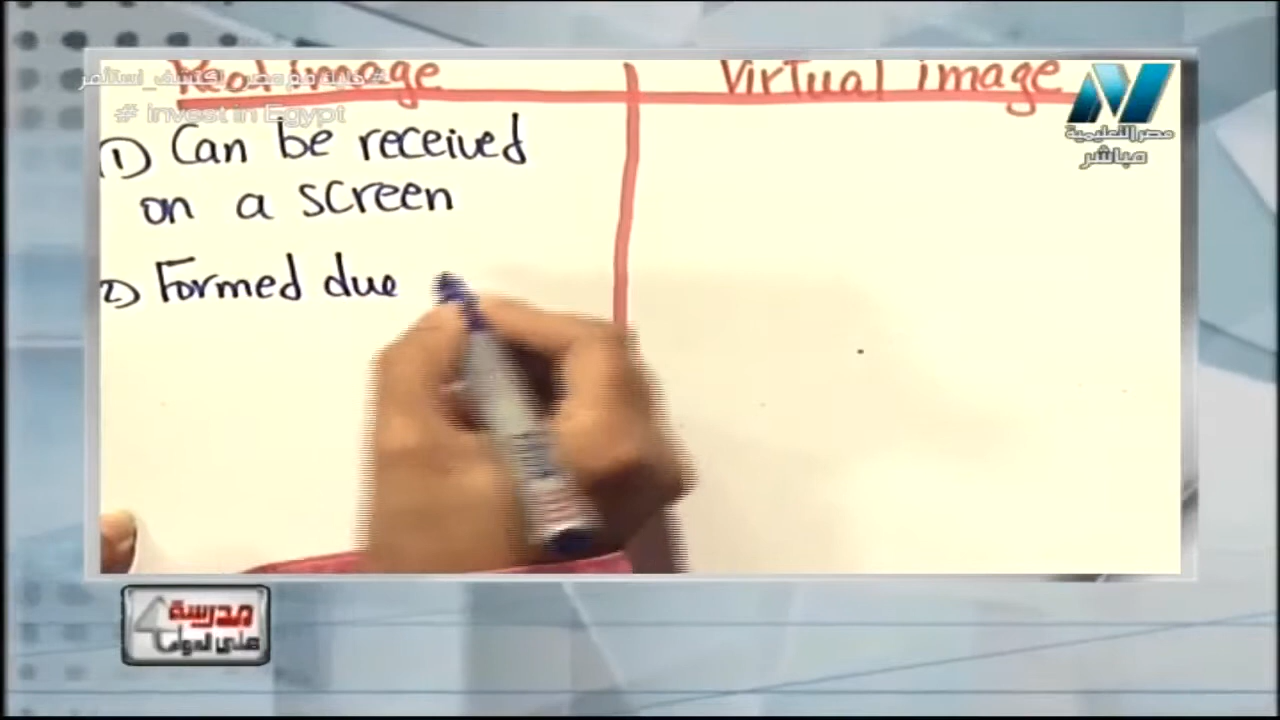 Real image
Virtual image
# invest in Egypt
① Can be received
on a screen
② Formed due
مصر التعليمية
مباشر
مدرسة
على الهواء